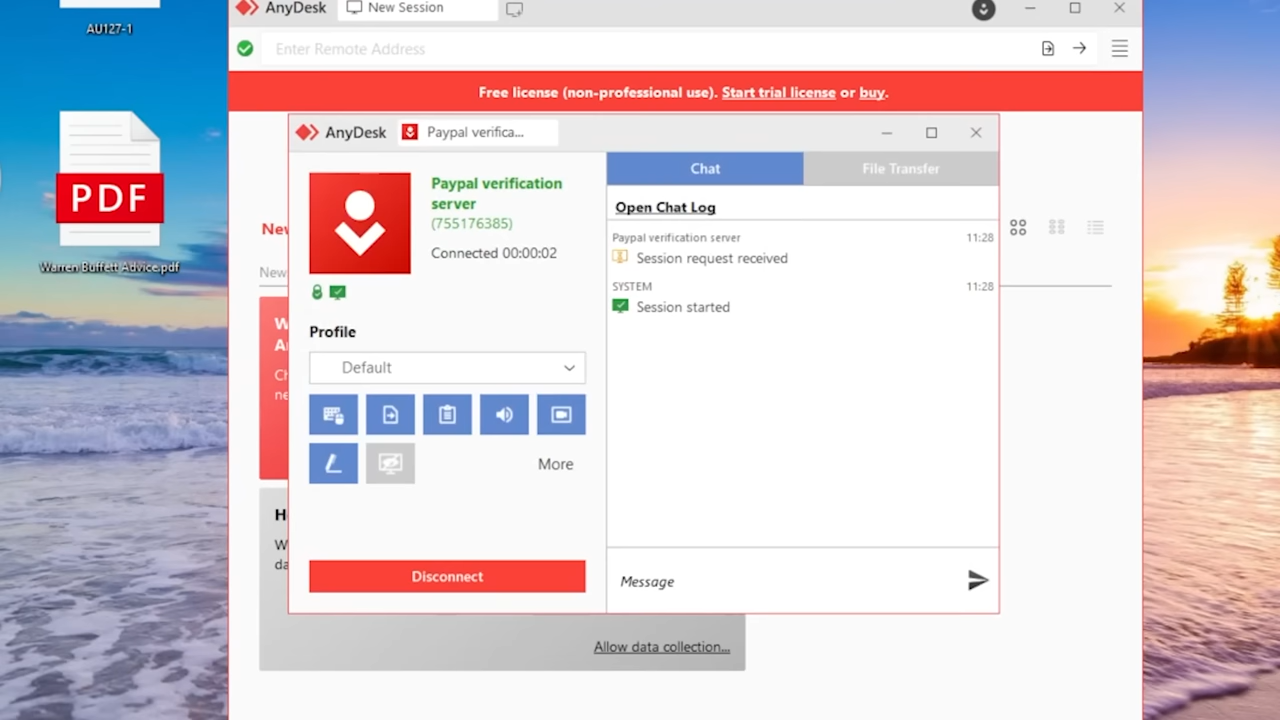 AU127-1
Warren Buffett Advice.pdf
PDF
AnyDesk
New Session
Enter Remote Address
Free license (non-professional use). Start trial license or buy.
AnyDesk
Paypal verifica...
Paypal verification
server
(755176385)
Connected 00:00:02
Profile
Default
More
Disconnect
Chat
File Transfer
Open Chat Log
Paypal verification server
11:28
Session request received
SYSTEM
11:28
Session started
Message
Allow data collection...